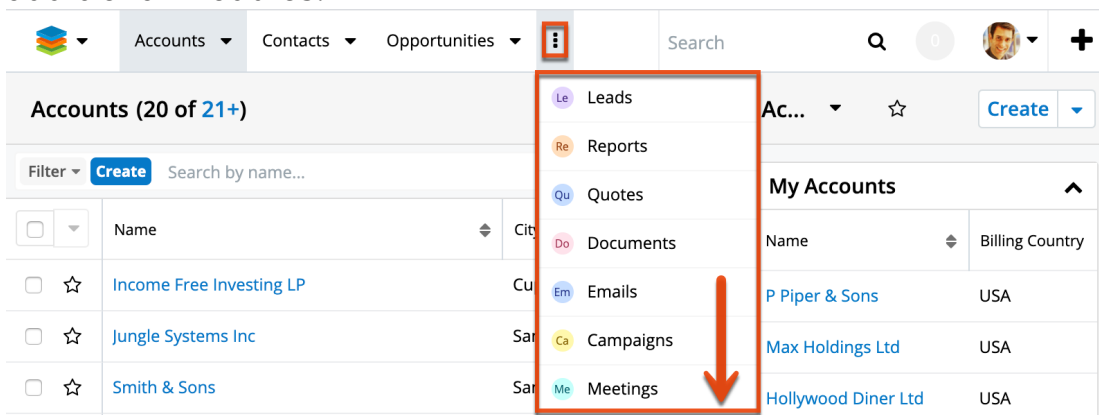 Accounts Contacts Opportunities Search 0
Accounts (20 of 21+)
Le Leads
Ac...
Create
Re Reports
Filter Create Search by name...
Qu Quotes
My Accounts
Name
Do Documents
Name Billing Country
Income Free Investing LP
Em Emails
P Piper & Sons USA
Jungle Systems Inc
Ca Campaigns
Max Holdings Ltd USA
Smith & Sons
Me Meetings
Hollywood Diner Ltd USA